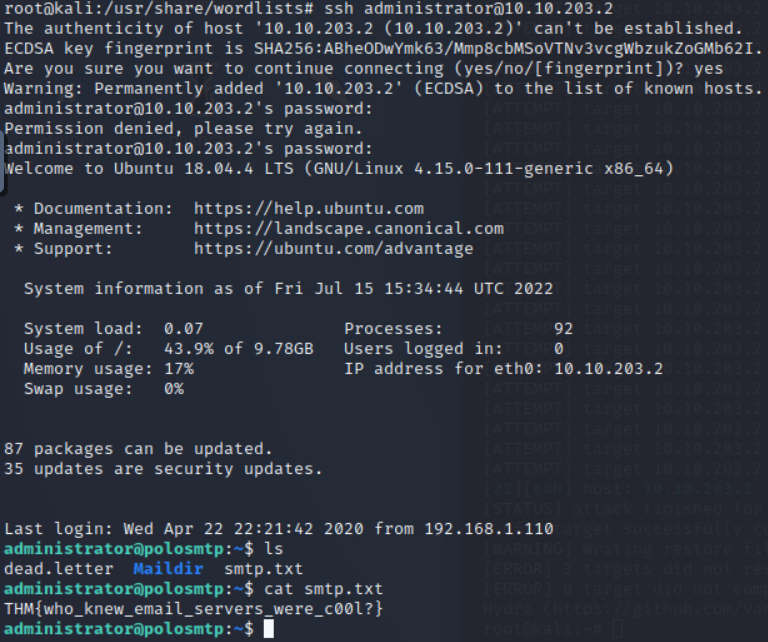 root@kali:/usr/share/wordlists# ssh administrator@10.10.203.2
The authenticity of host '10.10.203.2 (10.10.203.2)' can't be established.
ECDSA key fingerprint is SHA256:ABheODwYmk63/Mmp8cbMSoVTNv3vcgWbzukZoGMb62I.
Are you sure you want to continue connecting (yes/no/[fingerprint])? yes
Warning: Permanently added '10.10.203.2' (ECDSA) to the list of known hosts.
administrator@10.10.203.2's password:
Permission denied, please try again.
administrator@10.10.203.2's password:
Welcome to Ubuntu 18.04.4 LTS (GNU/Linux 4.15.0-111-generic x86_64)
* Documentation:  https://help.ubuntu.com
* Management:     https://landscape.canonical.com
* Support:        https://ubuntu.com/advantage
System information as of Fri Jul 15 15:34:44 UTC 2022
System load:  0.07              Processes:           92
Usage of /:   43.9% of 9.78GB   Users logged in:     0
Memory usage: 17%               IP address for eth0: 10.10.203.2
Swap usage:   0%
87 packages can be updated.
35 updates are security updates.
Last login: Wed Apr 22 22:21:42 2020 from 192.168.1.110
administrator@polosmtp:~$ ls
dead.letter  Maildir  smtp.txt
administrator@polosmtp:~$ cat smtp.txt
THM{who_knew_email_servers_were_c00l?}
administrator@polosmtp:~$